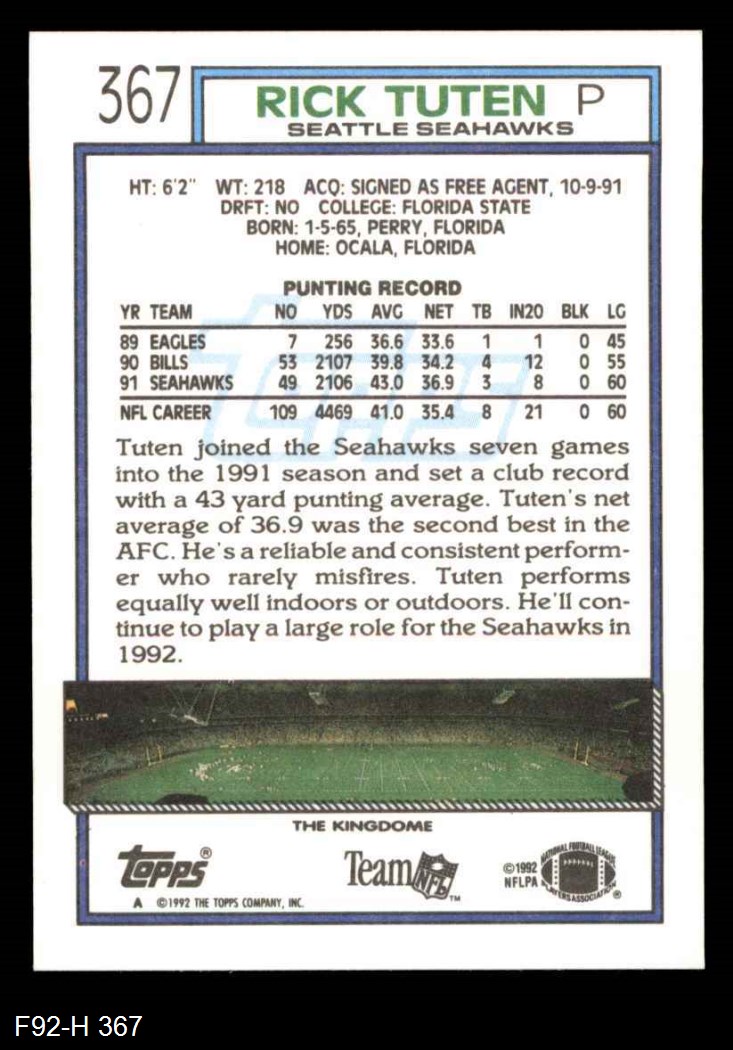 367
RICK TUTEN P
SEATTLE SEAHAWKS
HT: 6'2" WT: 218 ACQ: SIGNED AS FREE AGENT, 10-9-91
DRFT: NO COLLEGE: FLORIDA STATE
BORN: 1-5-65, PERRY, FLORIDA
HOME: OCALA, FLORIDA
PUNTING RECORD
YR TEAM NO YDS AVG NET TB IN20 BLK LG
89 EAGLES 7 256 36.6 33.6 1 1 0 45
90 BILLS 53 2107 39.8 34.2 4 12 0 55
91 SEAHAWKS 49 2106 43.0 36.9 3 8 0 60
NFL CAREER 109 4469 41.0 35.4 8 21 0 60
Topps
Tuten joined the Seahawks seven games
into the 1991 season and set a club record
with a 43 yard punting average. Tuten's net
average of 36.9 was the second best in the
AFC. He's a reliable and consistent perform-
er who rarely misfires. Tuten performs
equally well indoors or outdoors. He'll con-
tinue to play a large role for the Seahawks in
1992.
THE KINGDOME
Topps®
Team NFL™
©1992
NFLPA
NATIONAL FOOTBALL LEAGUE
PLAYERS ASSOCIATION ®
A ©1992 THE TOPPS COMPANY, INC.
F92-H 367